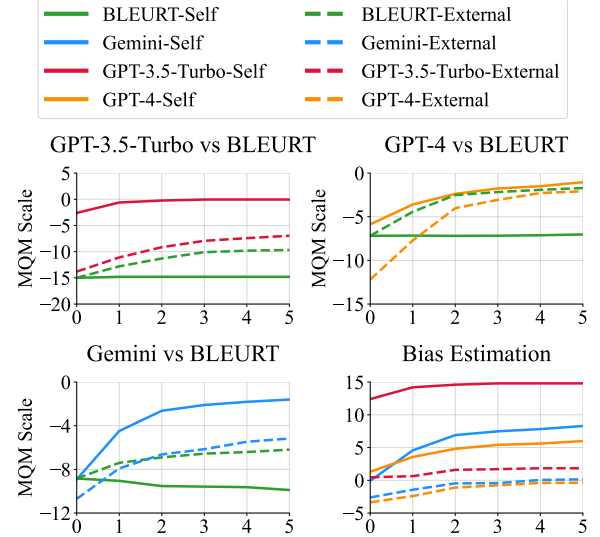 BLEURT-Self BLEURT-External
Gemini-Self Gemini-External
GPT-3.5-Turbo-Self GPT-3.5-Turbo-External
GPT-4-Self GPT-4-External
GPT-3.5-Turbo vs BLEURT
MQM Scale
5
0
−5
−10
−15
−20
0 1 2 3 4 5
GPT-4 vs BLEURT
MQM Scale
0
−5
−10
−15
0 1 2 3 4 5
Gemini vs BLEURT
MQM Scale
0
−4
−8
−12
0 1 2 3 4 5
Bias Estimation
15
10
5
0
−5
0 1 2 3 4 5